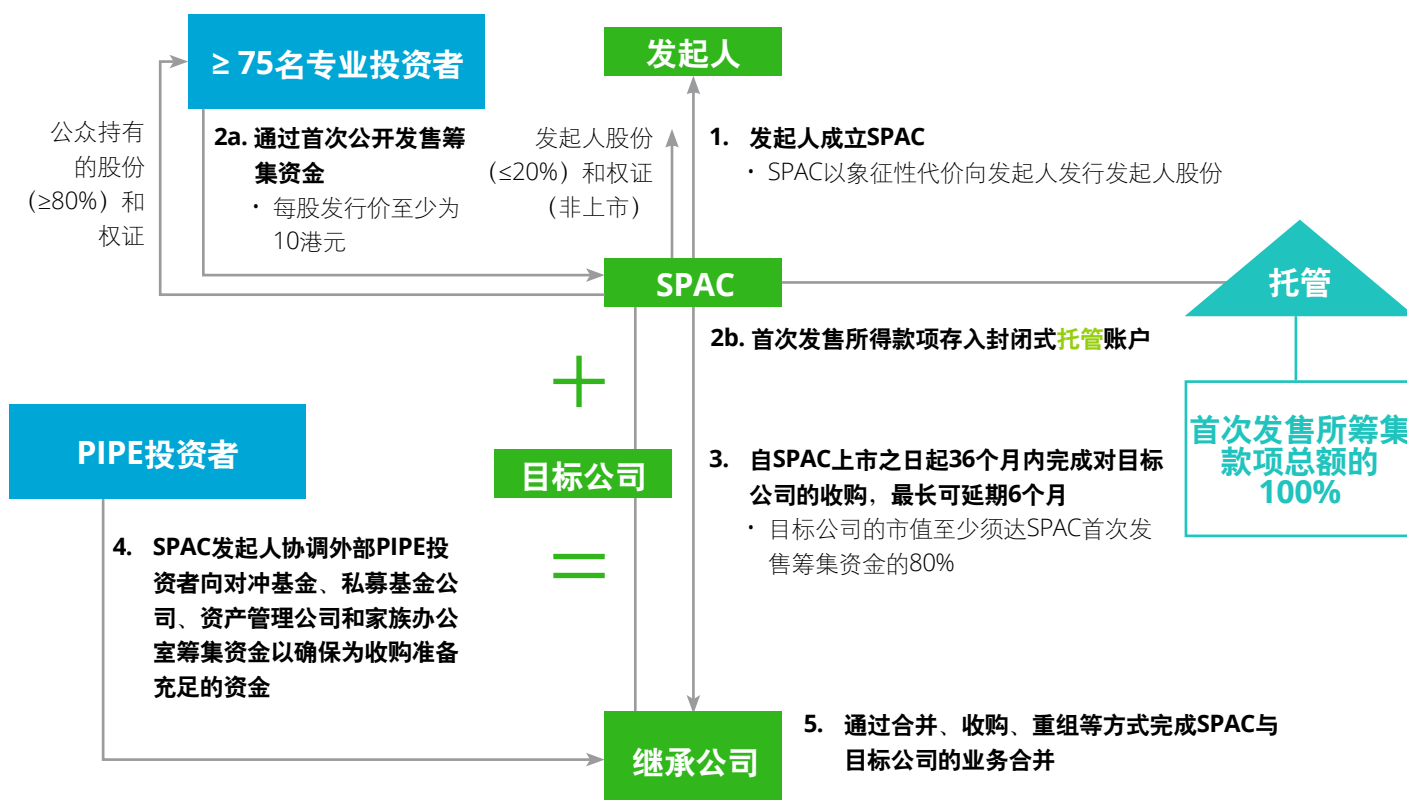 ≥ 75名专业投资者
发起人
公众持有
的股份
（≥80%）和
权证
2a. 通过首次公开发售筹
集资金
• 每股发行价至少为
10港元
发起人股份
（≤20%）和权证
（非上市）
1. 发起人成立SPAC
• SPAC以象征性代价向发起人发行发起人股份
SPAC
托管
2b. 首次发售所得款项存入封闭式托管账户
首次发售所筹集
款项总额的
100%
PIPE投资者
+
目标公司
=
3. 自SPAC上市之日起36个月内完成对目标
公司的收购，最长可延期6个月
• 目标公司的市值至少须达SPAC首次发
售筹集资金的80%
4. SPAC发起人协调外部PIPE投
资者向对冲基金、私募基金公
司、资产管理公司和家族办公
室筹集资金以确保为收购准备
充足的资金
继承公司
5. 通过合并、收购、重组等方式完成SPAC与
目标公司的业务合并